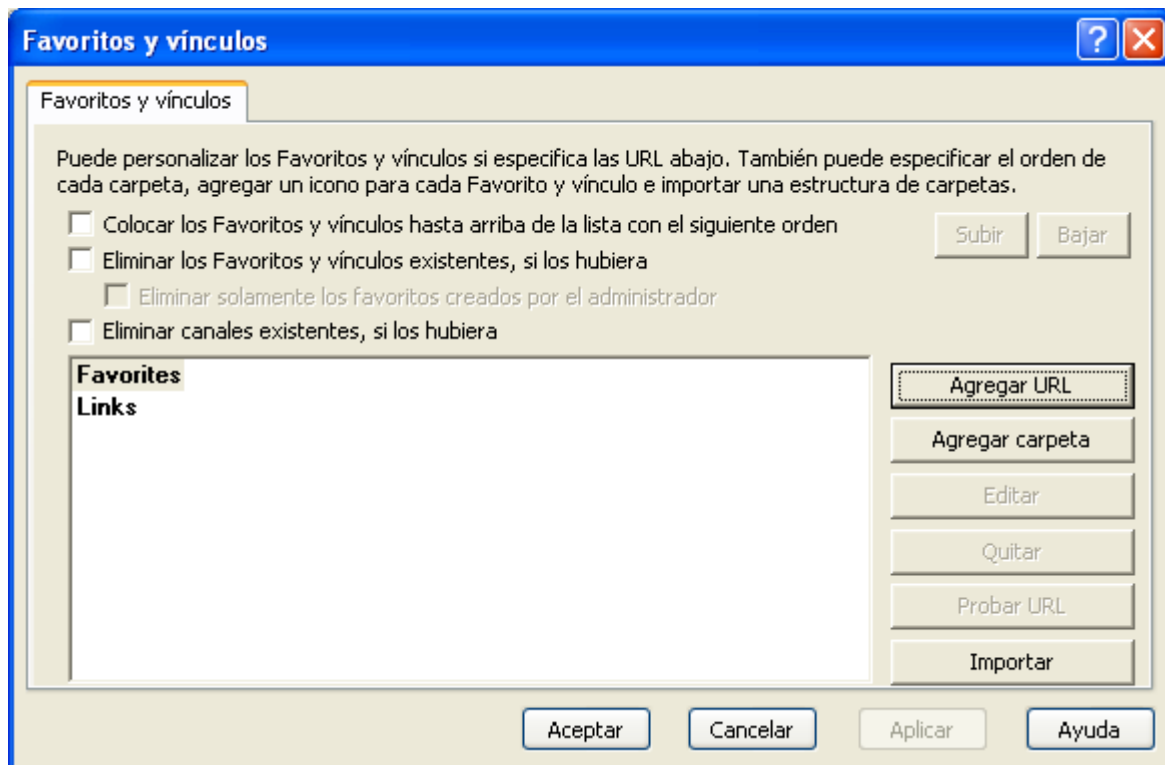 Favoritos y vínculos
?
Favoritos y vínculos
Puede personalizar los Favoritos y vínculos si especifica las URL abajo. También puede especificar el orden de
cada carpeta, agregar un icono para cada Favorito y vínculo e importar una estructura de carpetas.
Colocar los Favoritos y vínculos hasta arriba de la lista con el siguiente orden
Subir
Bajar
Eliminar los Favoritos y vínculos existentes, si los hubiera
Eliminar solamente los favoritos creados por el administrador
Eliminar canales existentes, si los hubiera
Favorites
Links
Agregar URL
Agregar carpeta
Editar
Quitar
Probar URL
Importar
Aceptar
Cancelar
Aplicar
Ayuda